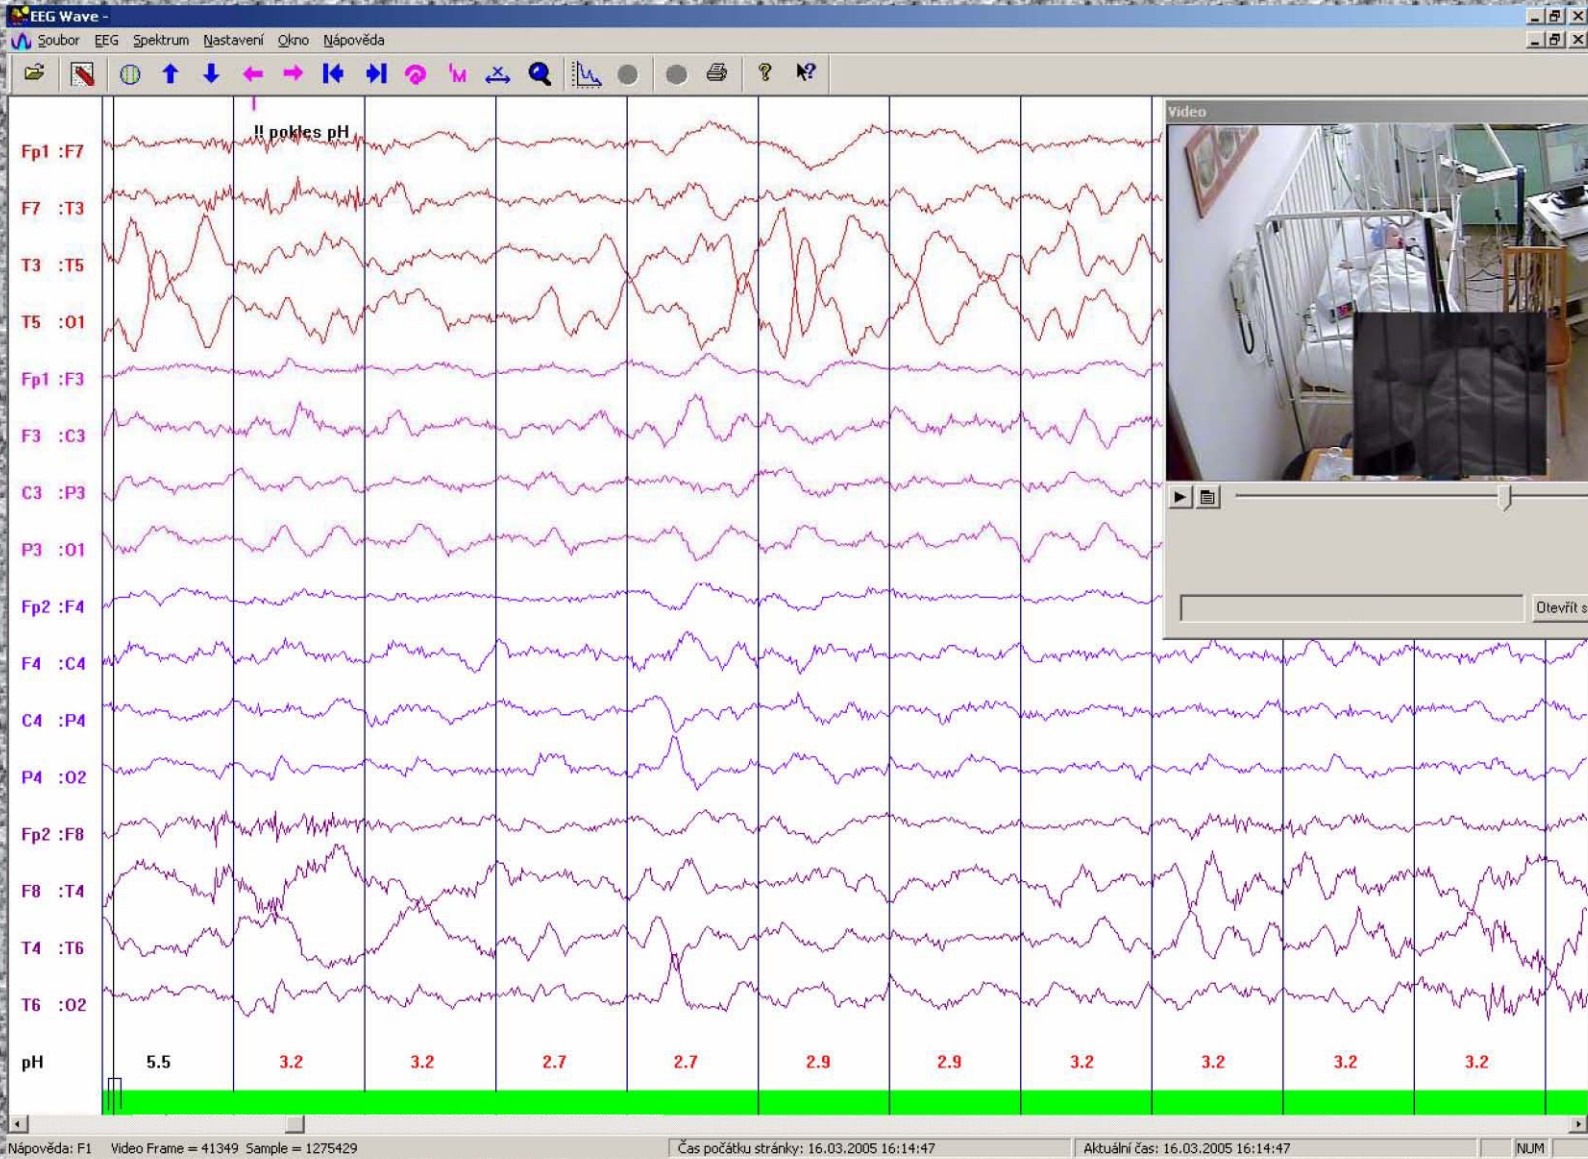 EEG Wave -
Soubor EEG Spektrum Nastavení Okno Nápověda
!! pokles pH
Video
Fp1 :F7
F7 :T3
T3 :T5
T5 :O1
Fp1 :F3
F3 :C3
C3 :P3
P3 :O1
Fp2 :F4
Otevřít s
F4 :C4
C4 :P4
P4 :O2
Fp2 :F8
F8 :T4
T4 :T6
T6 :O2
pH 5.5 3.2 3.2 2.7 2.7 2.9 2.9 3.2 3.2 3.2 3.2
Nápověda: F1 Video Frame = 41349 Sample = 1275429 Čas počátku stránky: 16.03.2005 16:14:47 Aktuální čas: 16.03.2005 16:14:47 NUM